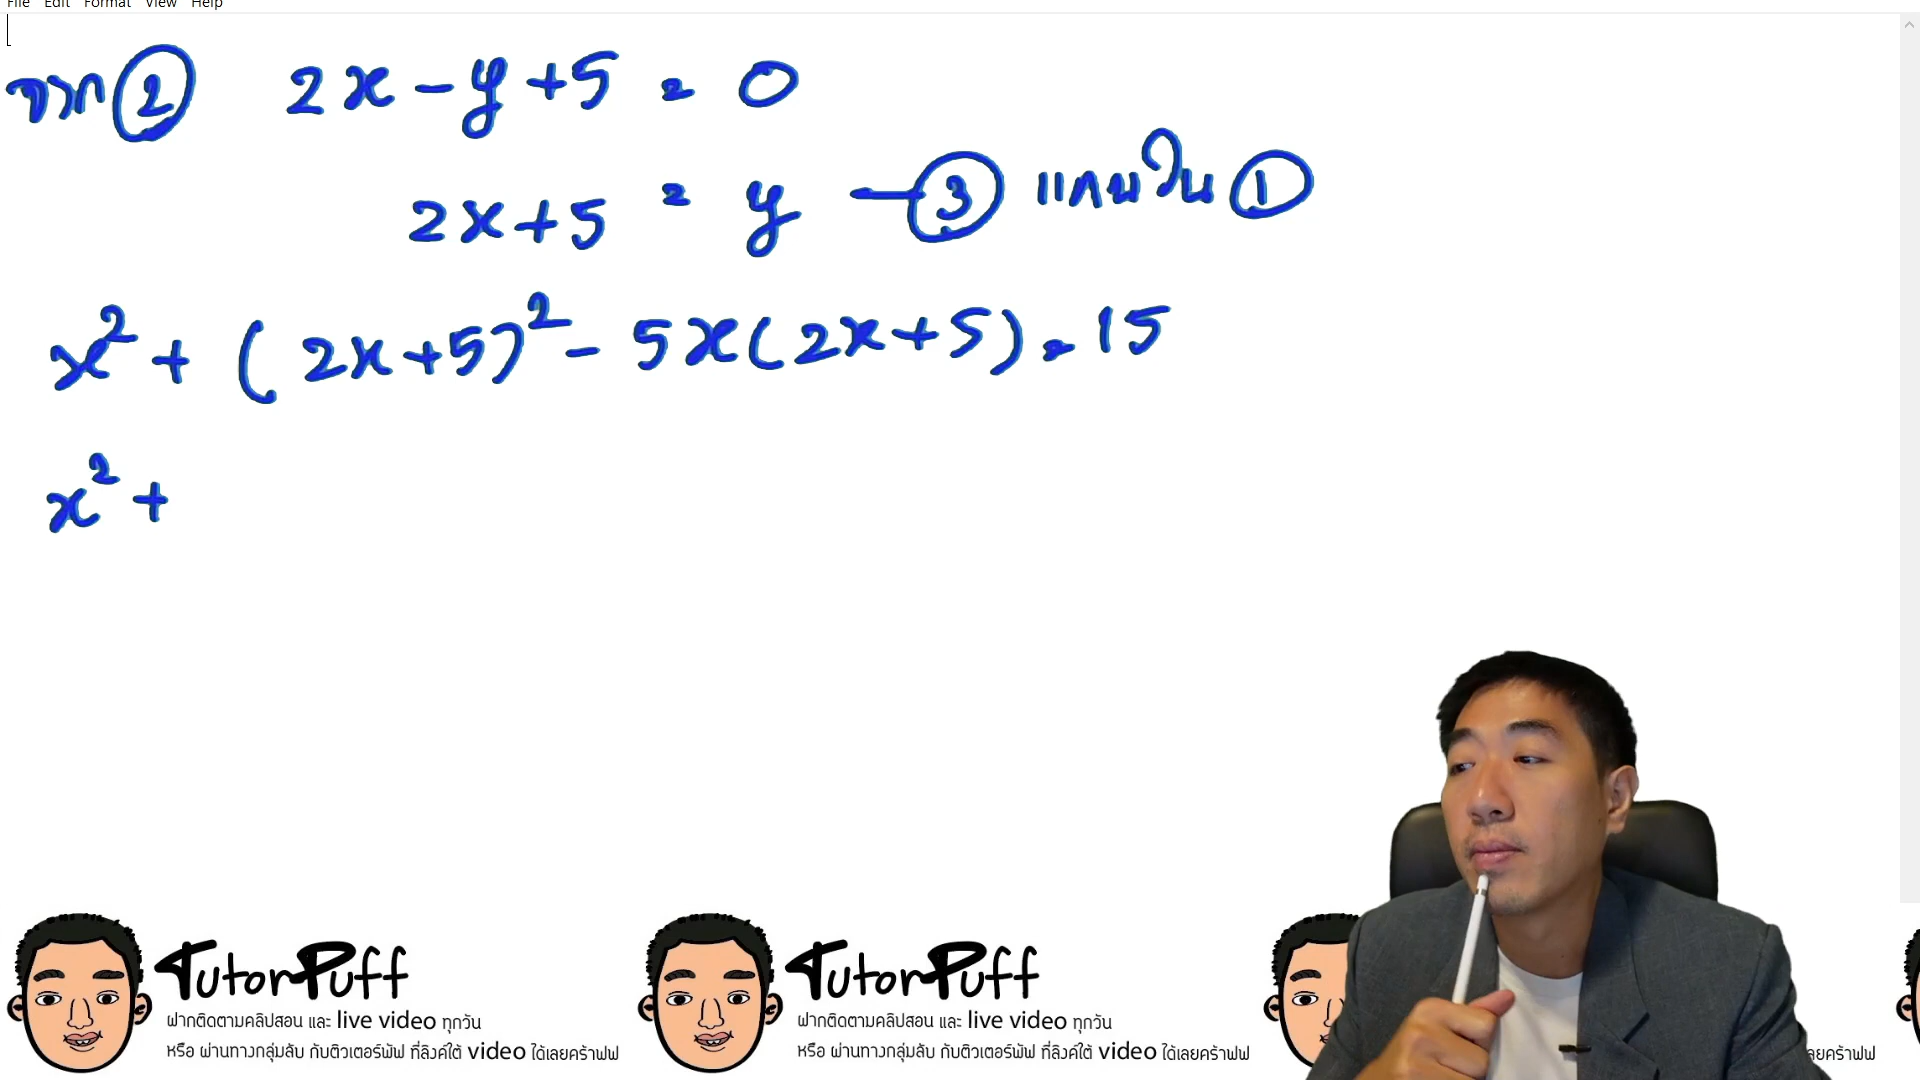 File Edit Format View Help
จาก ② 2x - y + 5 = 0
2x + 5 = y — ③ แทนใน ①
x² + (2x+5)² - 5x(2x+5) = 15
x² +
TutorPuff
ฝากติดตามคลิปสอน และ live video ทุกวัน
หรือ ผ่านทางกลุ่มลับ กับติวเตอร์พัฟ ที่ลิงค์ใต้ video ได้เลยคร้าฟฟ
TutorPuff
ฝากติดตามคลิปสอน และ live video ทุกวัน
หรือ ผ่านทางกลุ่มลับ กับติวเตอร์พัฟ ที่ลิงค์ใต้ video ได้เลยคร้าฟฟ
ลยคร้าฟฟ